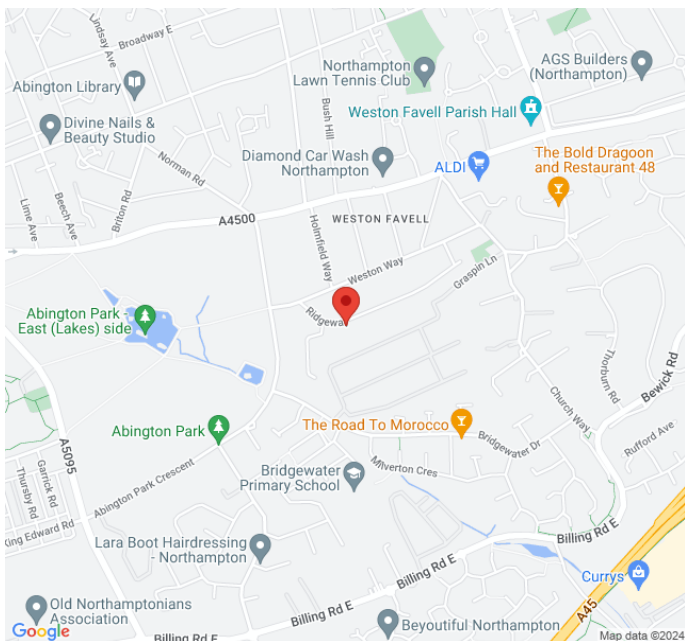 Lindsay Ave
Broadway E
Northampton
Lawn Tennis Club
AGS Builders
(Northampton)
Abington Library
Bush Hill
Weston Favell Parish Hall
Divine Nails &
Beauty Studio
Norman Rd
Diamond Car Wash
Northampton
ALDI
The Bold Dragoon
and Restaurant 48
Lime Ave
Beech Ave
Briton Rd
A4500
Holmfield Way
WESTON FAVELL
Weston Way
Graspin Ln
Ridgeway
Abington Park -
East (Lakes) side
Thorburn Rd
Bewick Rd
Church Way
Abington Park
The Road To Morocco
Bridgewater Dr
Rufford Ave
A5095
Garrick Rd
Thursby Rd
Abington Park Crescent
Bridgewater
Primary School
Milverton Cres
King Edward Rd
Lara Boot Hairdressing
- Northampton
Billing Rd E
Billing Rd E
Currys
A45
Old Northamptonians
Association
Billing Rd E
Beyoutiful Northampton
Google
Map data ©2024